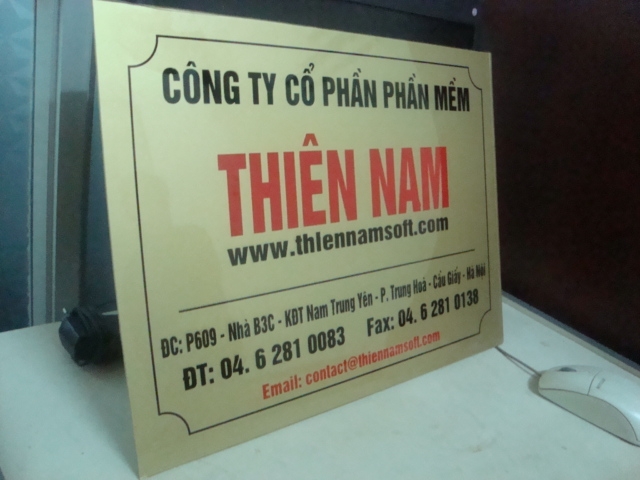 CÔNG TY CỔ PHẦN PHẦN MỀM
THIÊN NAM
www.thiennamsoft.com
ĐC: P609 - Nhà B3C - KĐT Nam Trung Yên - P. Trung Hoà - Cầu Giấy - Hà Nội
ĐT: 04. 6 281 0083 Fax: 04. 6 281 0138
Email: contact@thiennamsoft.com